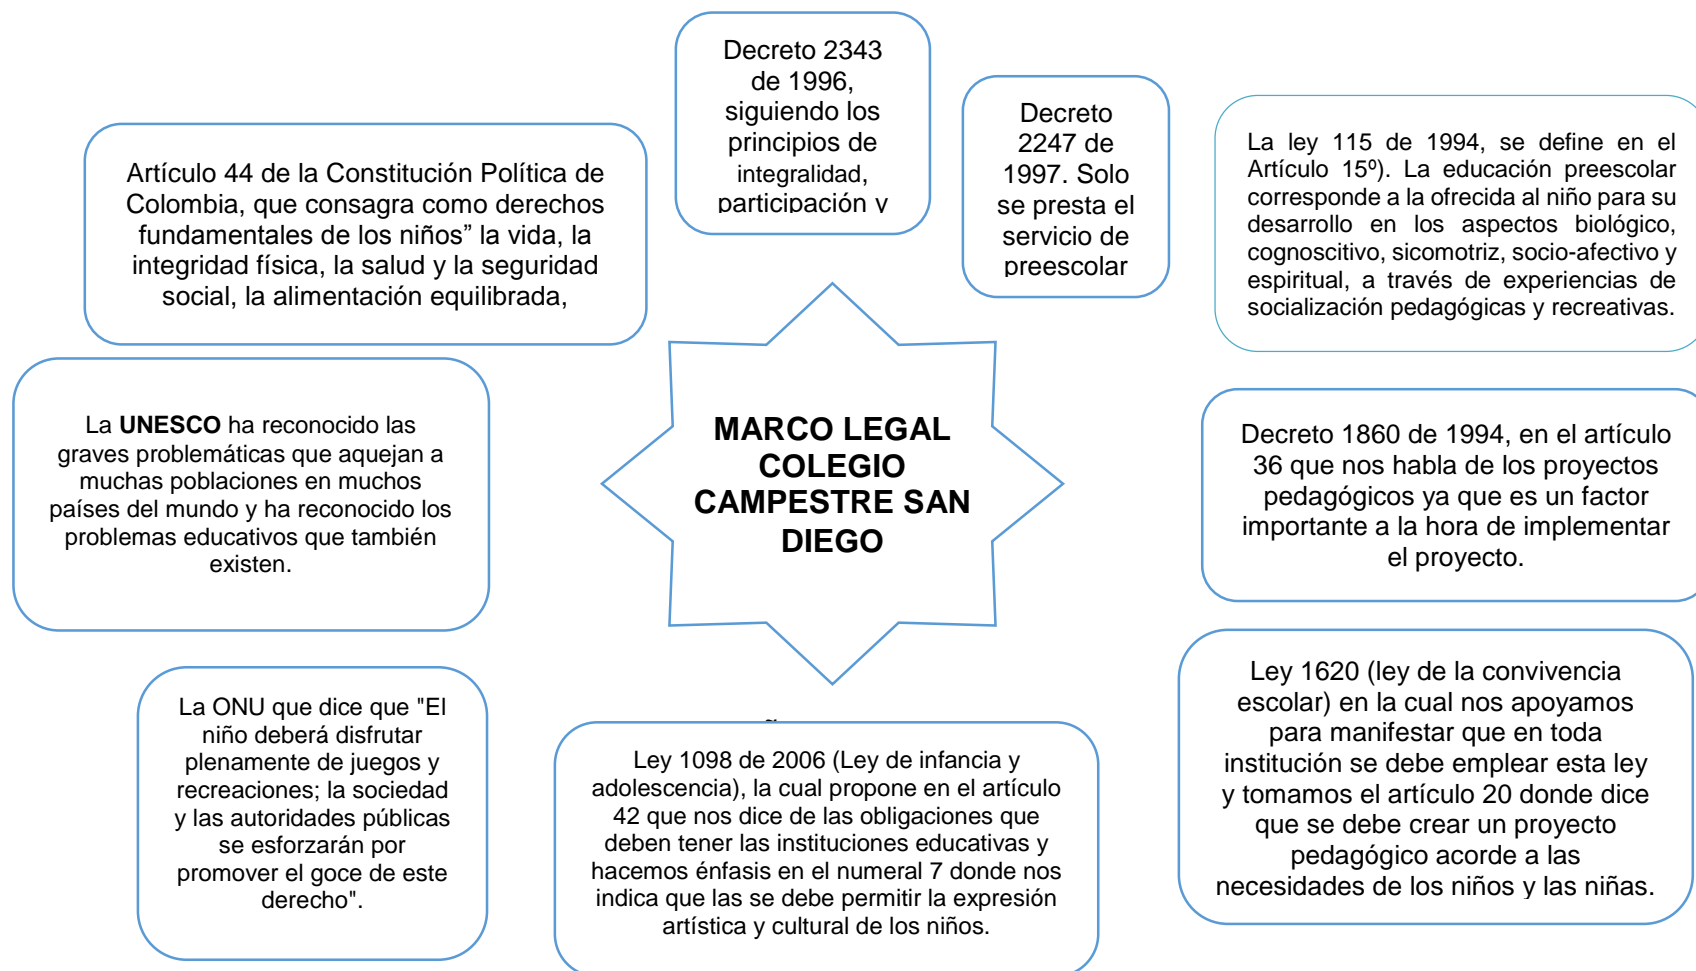 Decreto 2343
de 1996,
siguiendo los
principios de
integralidad,
participación y
Decreto
2247 de
1997. Solo
se presta el
servicio de
preescolar
La ley 115 de 1994, se define en el
Artículo 15º). La educación preescolar
corresponde a la ofrecida al niño para su
desarrollo en los aspectos biológico,
cognoscitivo, sicomotriz, socio-afectivo y
espiritual, a través de experiencias de
socialización pedagógicas y recreativas.
Artículo 44 de la Constitución Política de
Colombia, que consagra como derechos
fundamentales de los niños” la vida, la
integridad física, la salud y la seguridad
social, la alimentación equilibrada,
La UNESCO ha reconocido las
graves problemáticas que aquejan a
muchas poblaciones en muchos
países del mundo y ha reconocido los
problemas educativos que también
existen.
MARCO LEGAL
COLEGIO
CAMPESTRE SAN
DIEGO
Decreto 1860 de 1994, en el artículo
36 que nos habla de los proyectos
pedagógicos ya que es un factor
importante a la hora de implementar
el proyecto.
La ONU que dice que "El
niño deberá disfrutar
plenamente de juegos y
recreaciones; la sociedad
y las autoridades públicas
se esforzarán por
promover el goce de este
derecho".
Ley 1098 de 2006 (Ley de infancia y
adolescencia), la cual propone en el artículo
42 que nos dice de las obligaciones que
deben tener las instituciones educativas y
hacemos énfasis en el numeral 7 donde nos
indica que las se debe permitir la expresión
artística y cultural de los niños.
Ley 1620 (ley de la convivencia
escolar) en la cual nos apoyamos
para manifestar que en toda
institución se debe emplear esta ley
y tomamos el artículo 20 donde dice
que se debe crear un proyecto
pedagógico acorde a las
necesidades de los niños y las niñas.